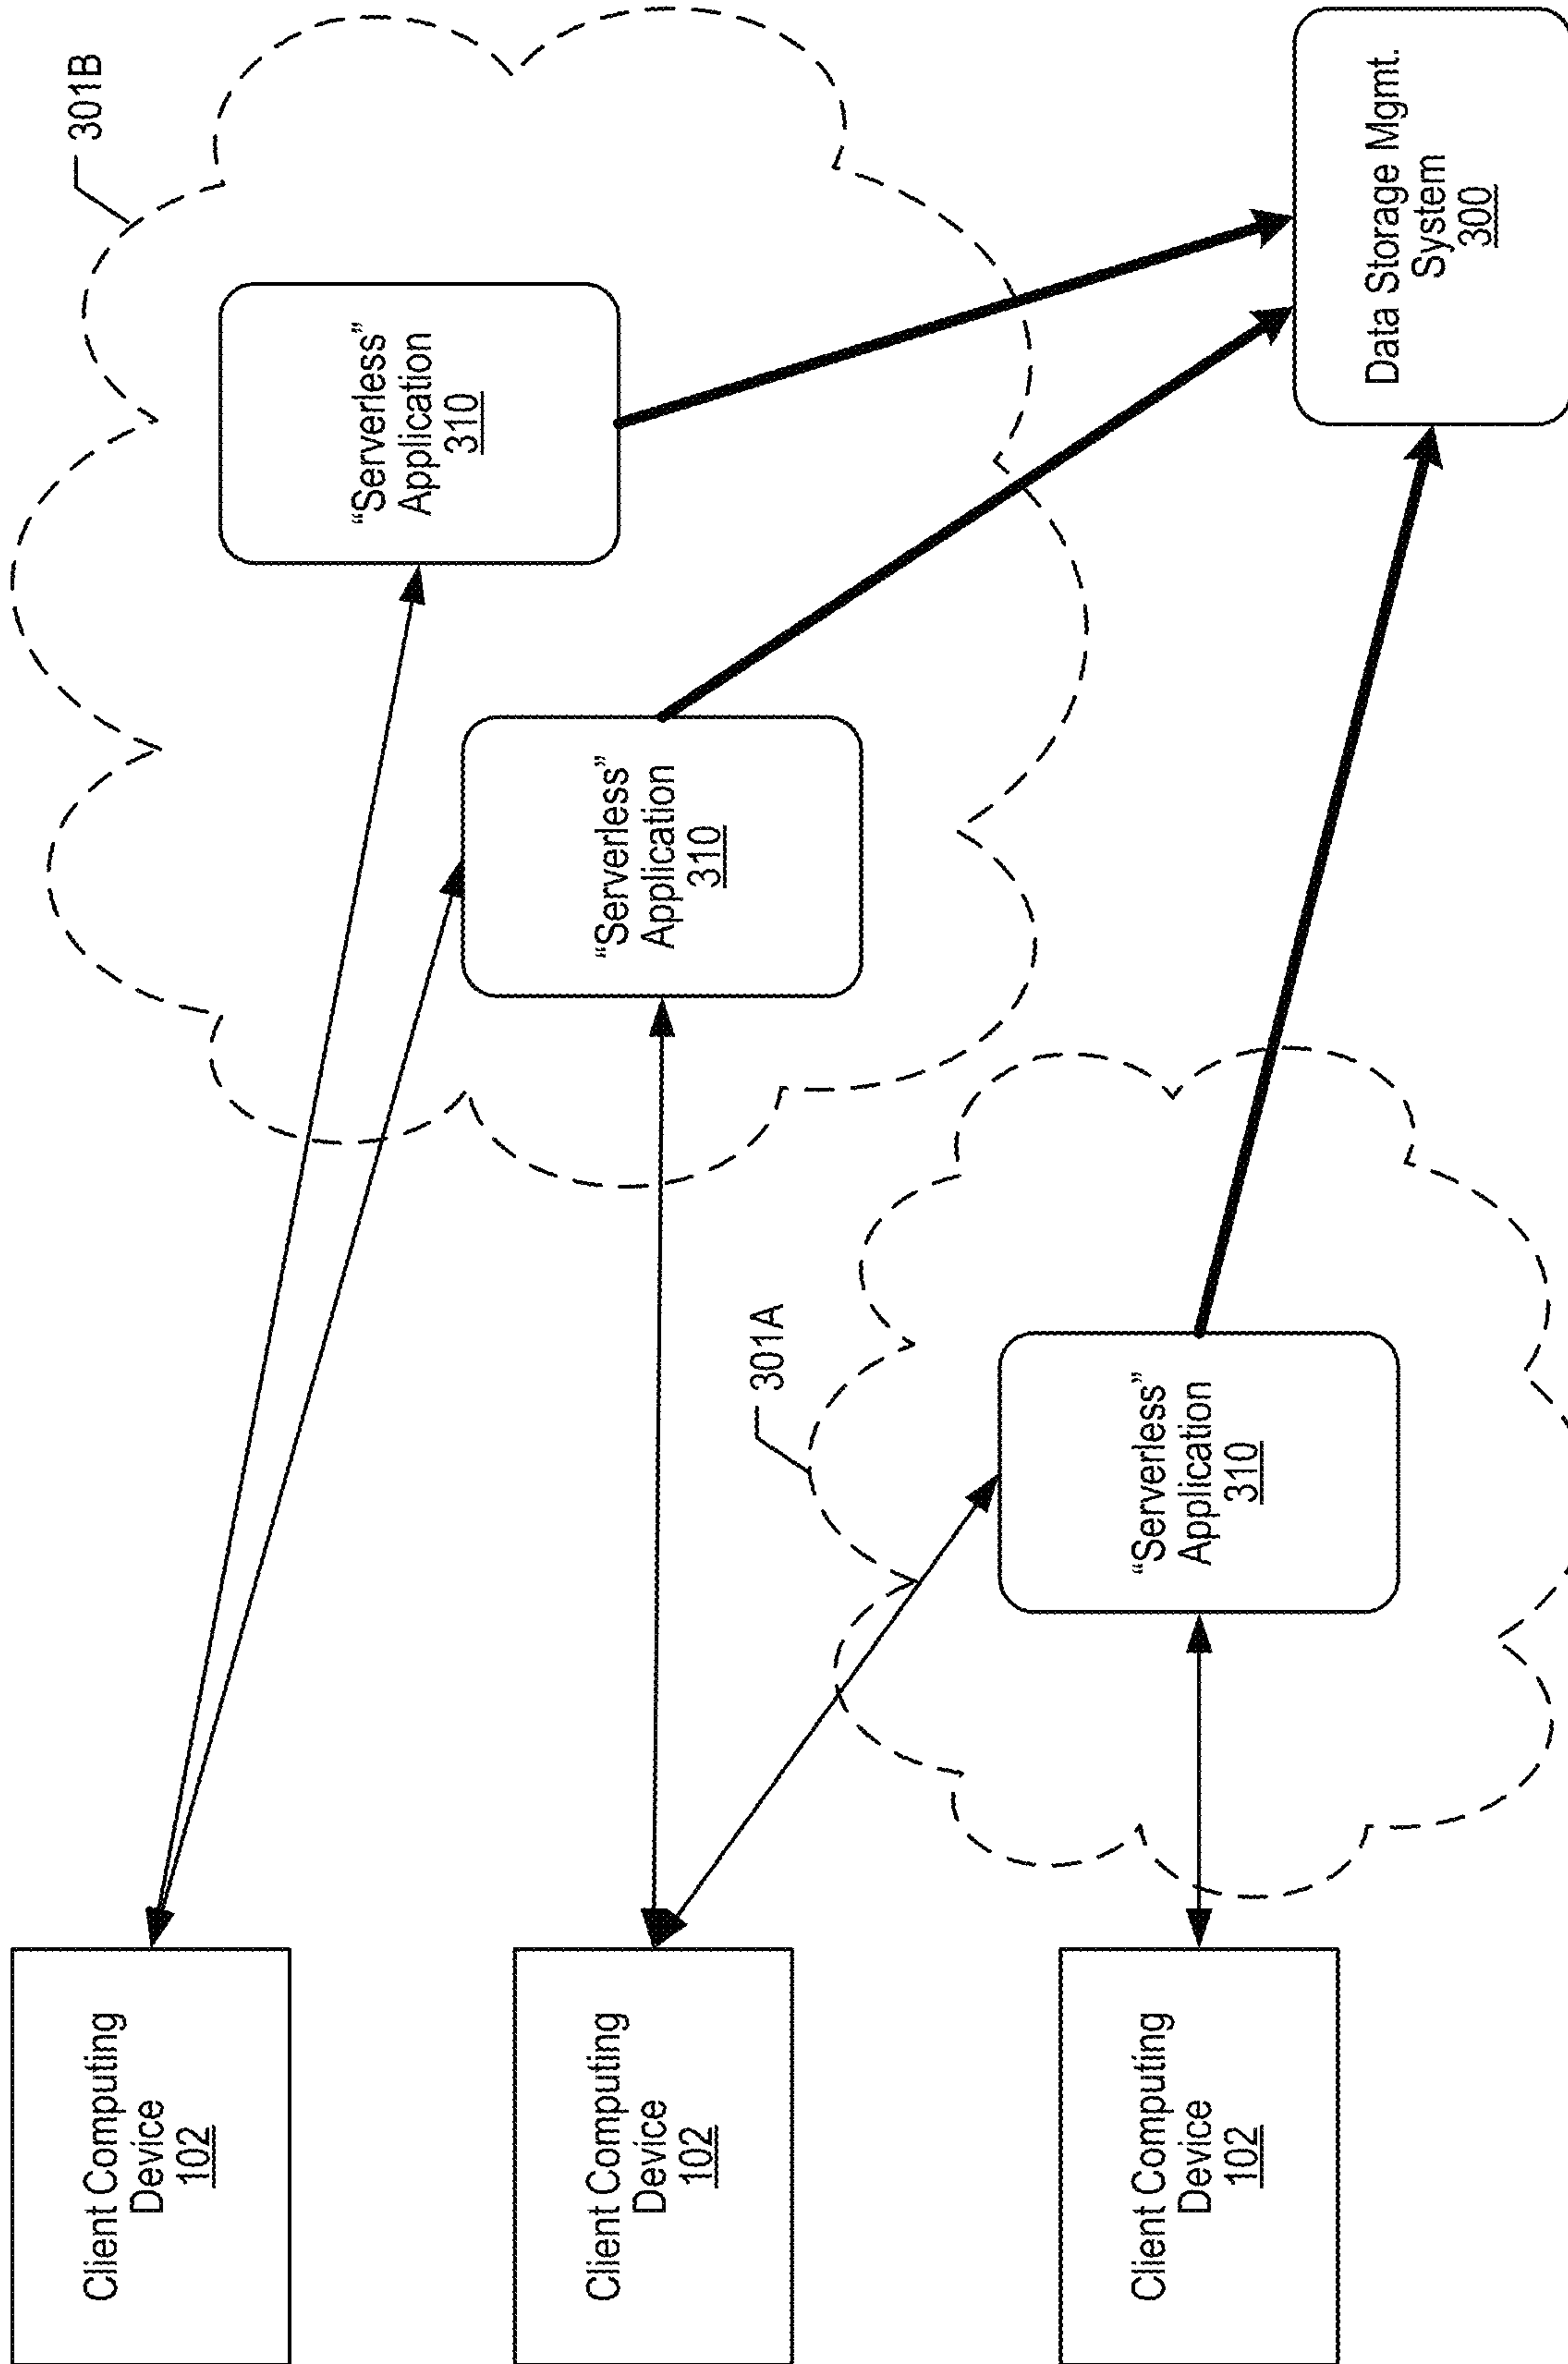 Client Computing
Device
102
Client Computing
Device
102
Client Computing
Device
102
301A
"Serverless"
Application
310
301B
"Serverless"
Application
310
"Serverless"
Application
310
Data Storage Mgmt.
System
300